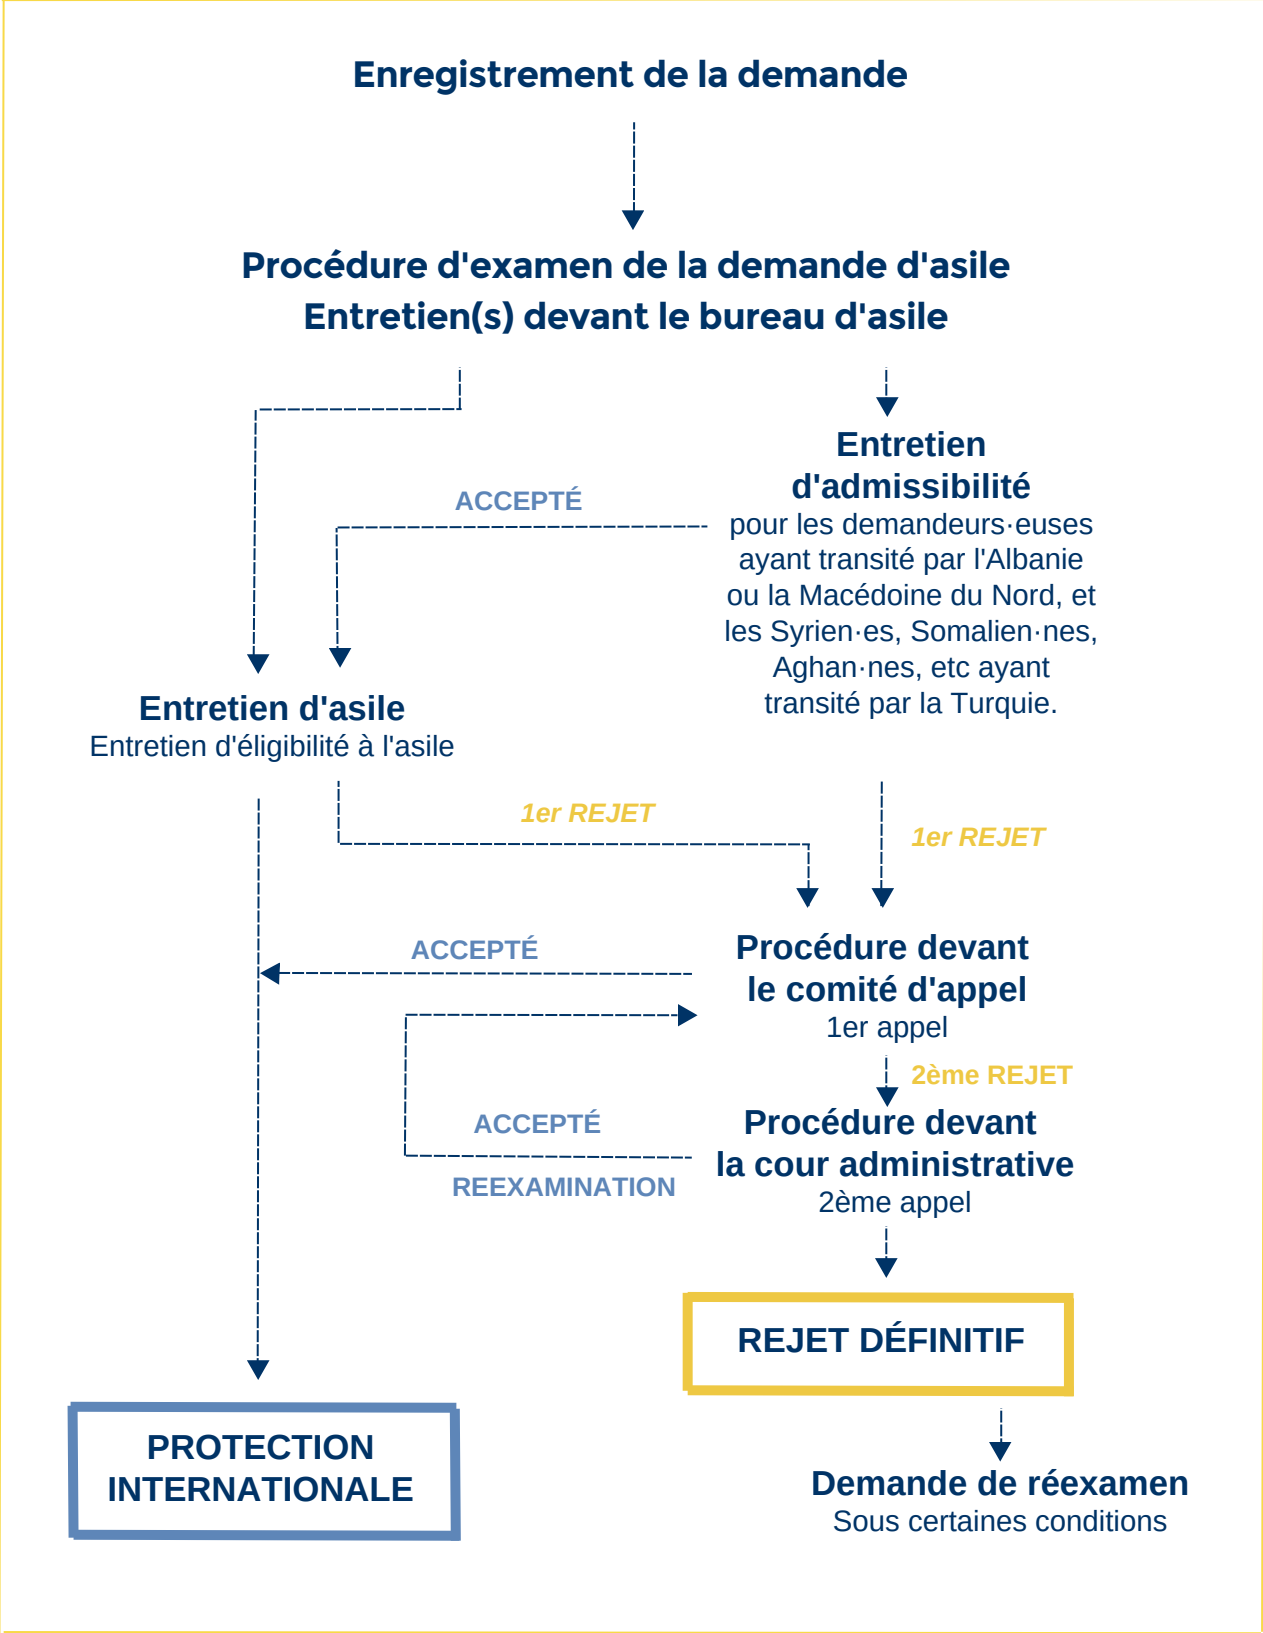 Enregistrement de la demande
Procédure d'examen de la demande d'asile
Entretien(s) devant le bureau d'asile
Entretien
d'admissibilité
pour les demandeurs·euses
ayant transité par l'Albanie
ou la Macédoine du Nord, et
les Syrien·es, Somalien·nes,
Aghan·nes, etc ayant
transité par la Turquie.
ACCEPTÉ
Entretien d'asile
Entretien d'éligibilité à l'asile
1er REJET
1er REJET
Procédure devant
le comité d'appel
1er appel
ACCEPTÉ
2ème REJET
Procédure devant
la cour administrative
2ème appel
ACCEPTÉ
REEXAMINATION
REJET DÉFINITIF
PROTECTION
INTERNATIONALE
Demande de réexamen
Sous certaines conditions